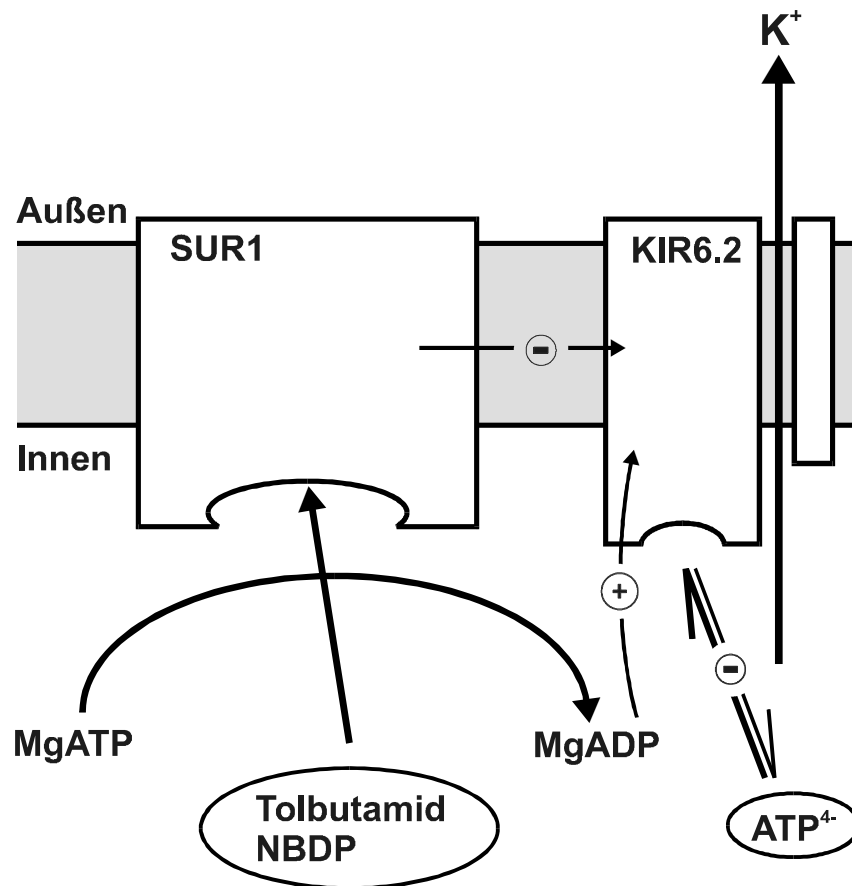 K+
Außen
SUR1
KIR6.2
-
Innen
+
-
MgATP
MgADP
Tolbutamid
NBDP
ATP4-